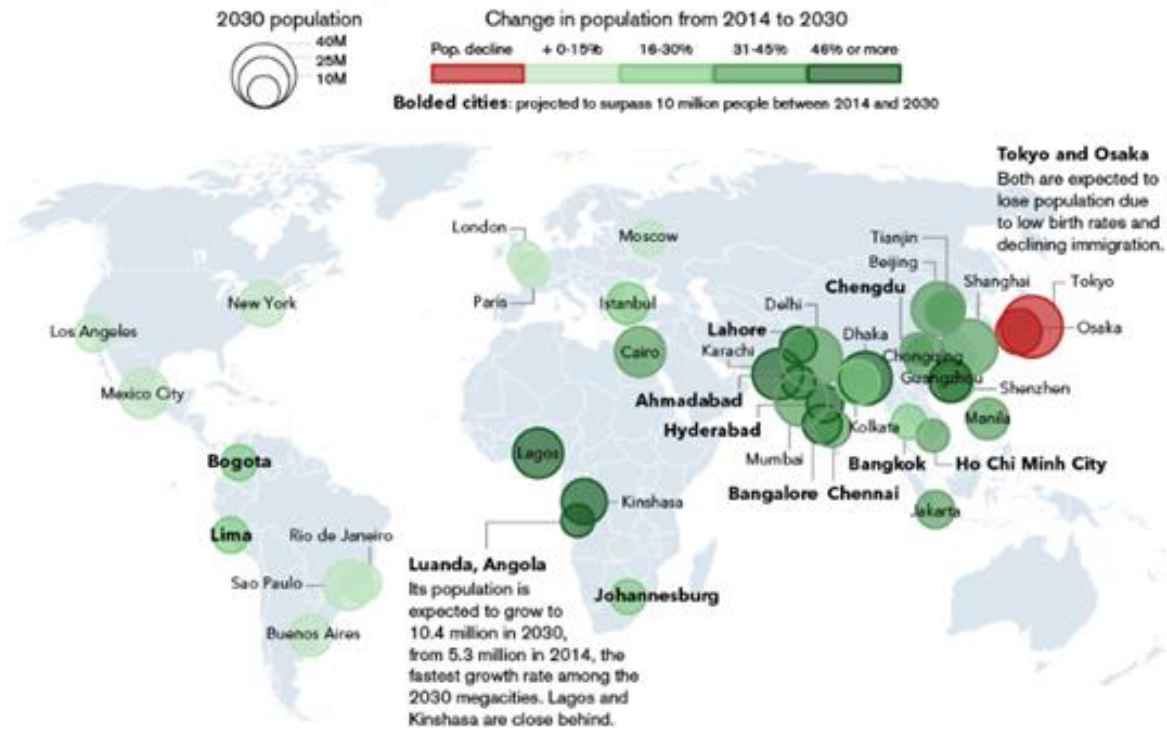 2030 population
40M
25M
10M
Change in population from 2014 to 2030
Pop. decline + 0-15% 16-30% 31-45% 46% or more
Bolded cities: projected to surpass 10 million people between 2014 and 2030
Tokyo and Osaka
Both are expected to
lose population due
to low birth rates and
declining immigration.
London
Moscow
Tianjin
Beijing
Paris
Istanbul
Chengdu
Shanghai
Tokyo
New York
Delhi
Los Angeles
Lahore
Dhaka
Osaka
Karachi
Cairo
Chongqing
Guangzhou
Mexico City
Shenzhen
Ahmadabad
Hyderabad
Kolkata
Manila
Mumbai
Bangkok
Ho Chi Minh City
Bogota
Lagos
Bangalore
Chennai
Kinshasa
Jakarta
Lima
Rio de Janeiro
Sao Paulo
Buenos Aires
Johannesburg
Luanda, Angola
Its population is
expected to grow to
10.4 million in 2030,
from 5.3 million in 2014, the
fastest growth rate among the
2030 megacities. Lagos and
Kinshasa are close behind.